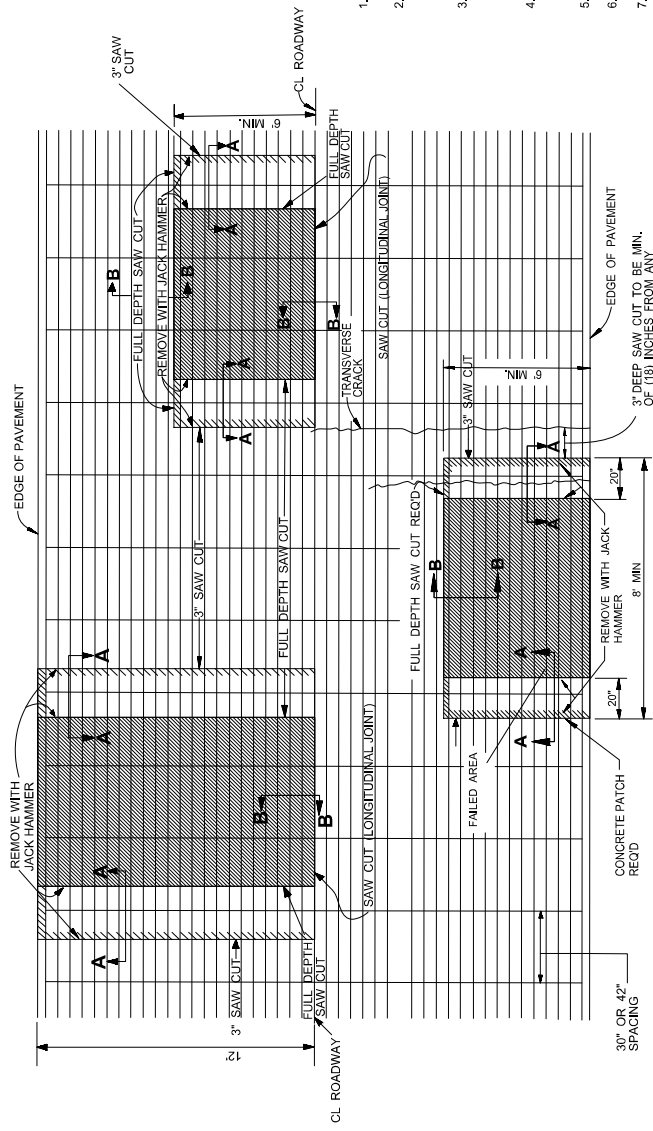 EDGE OF PAVEMENT
REMOVE WITH
JACK HAMMER
A
A
A
A
12'
3" SAW CUT
FULL DEPTH
SAW CUT
CL ROADWAY
B
B
SAW CUT (LONGITUDINAL JOINT)
3" SAW CUT
FULL DEPTH SAW CUT
B
B
FULL DEPTH SAW CUT
REMOVE WITH JACK HAMMER
3" SAW
CUT
A
A
A
A
6' MIN.
CL ROADWAY
FULL DEPTH
SAW CUT
B
B
SAW CUT (LONGITUDINAL JOINT)
TRANSVERSE
CRACK
FULL DEPTH SAW CUT REQ'D
3" SAW CUT
B
B
6' MIN.
A
A
A
A
FAILED AREA
REMOVE WITH JACK
HAMMER
20"
20"
8' MIN
CONCRETE PATCH
REQ'D
30" OR 42"
SPACING
EDGE OF PAVEMENT
3" DEEP SAW CUT TO BE MIN.
OF (18) INCHES FROM ANY
1.
2.
3.
4.
5.
6.
7.